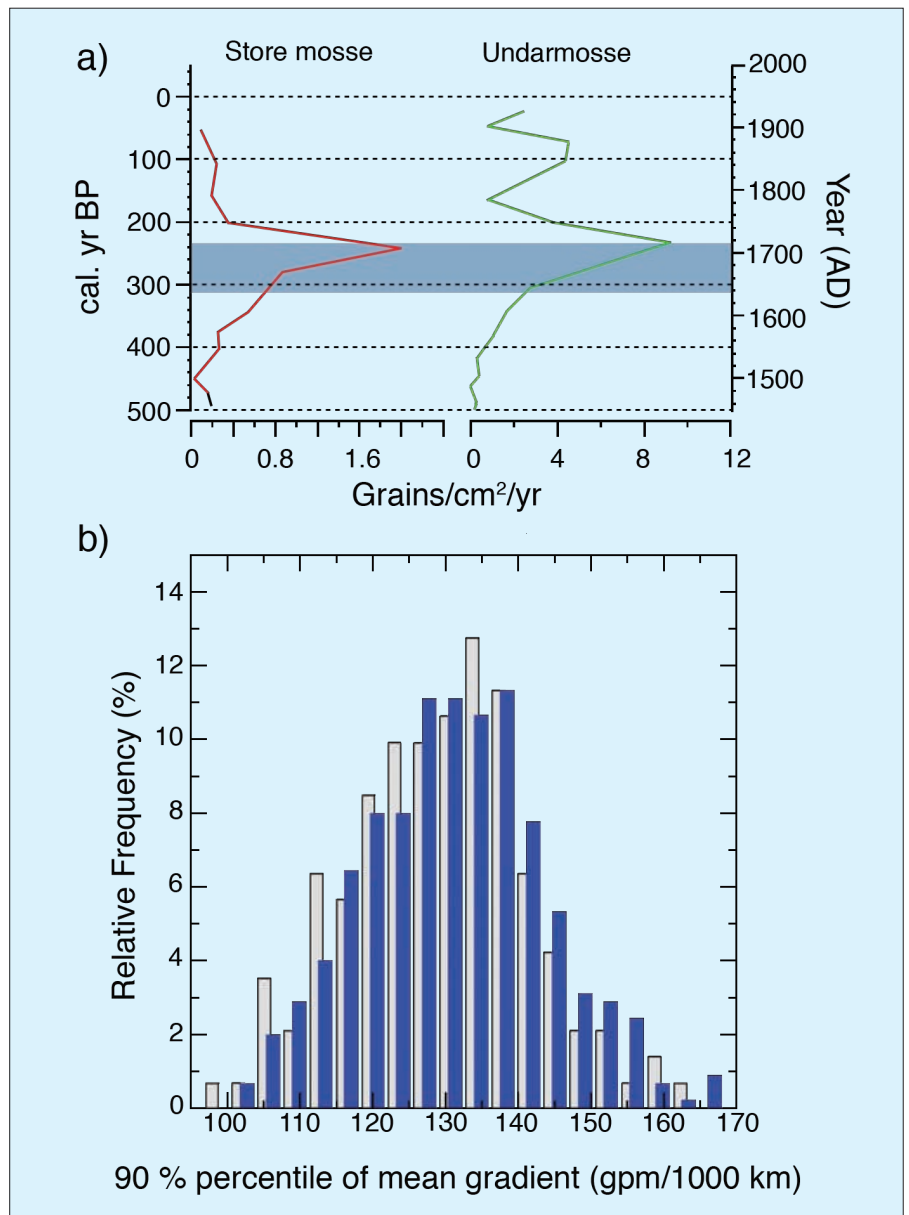 a)
Store mosse
Undarmosse
0
100
200
300
400
500
cal. yr BP
2000
1900
1800
1700
1600
1500
Year (AD)
0 0.8 1.6
0 4 8 12
Grains/cm²/yr
b)
14
12
10
8
6
4
2
0
Relative Frequency (%)
100 110 120 130 140 150 160 170
90 % percentile of mean gradient (gpm/1000 km)